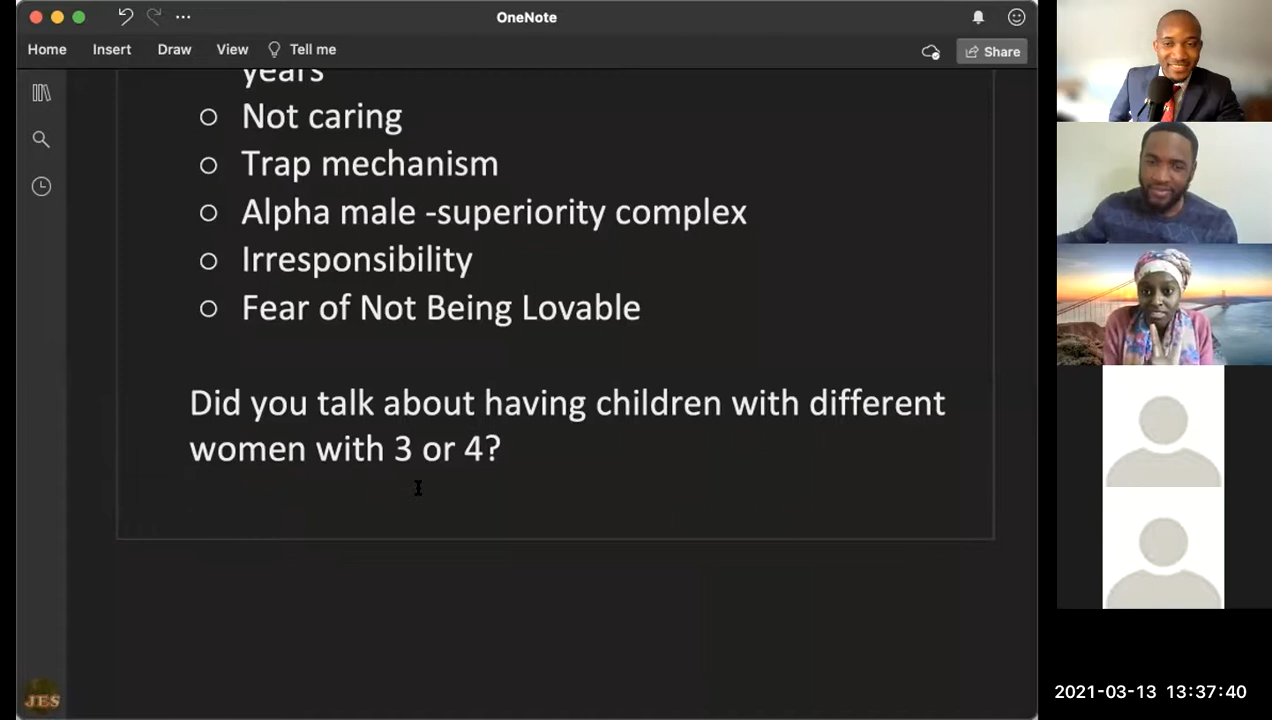 OneNote
Home Insert Draw View Tell me Share
years
Not caring
Trap mechanism
Alpha male -superiority complex
Irresponsibility
Fear of Not Being Lovable
Did you talk about having children with different
women with 3 or 4?
JES
2021-03-13 13:37:40